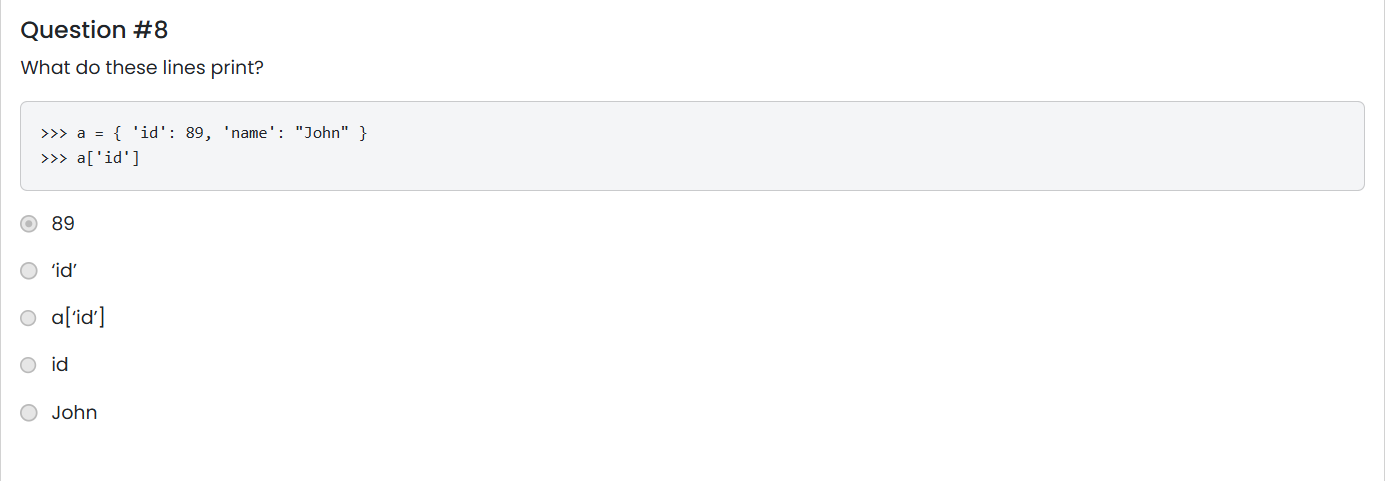 Question #8
What do these lines print?
>>> a = { 'id': 89, 'name': "John" }
>>> a['id']
89
‘id’
a[‘id’]
id
John